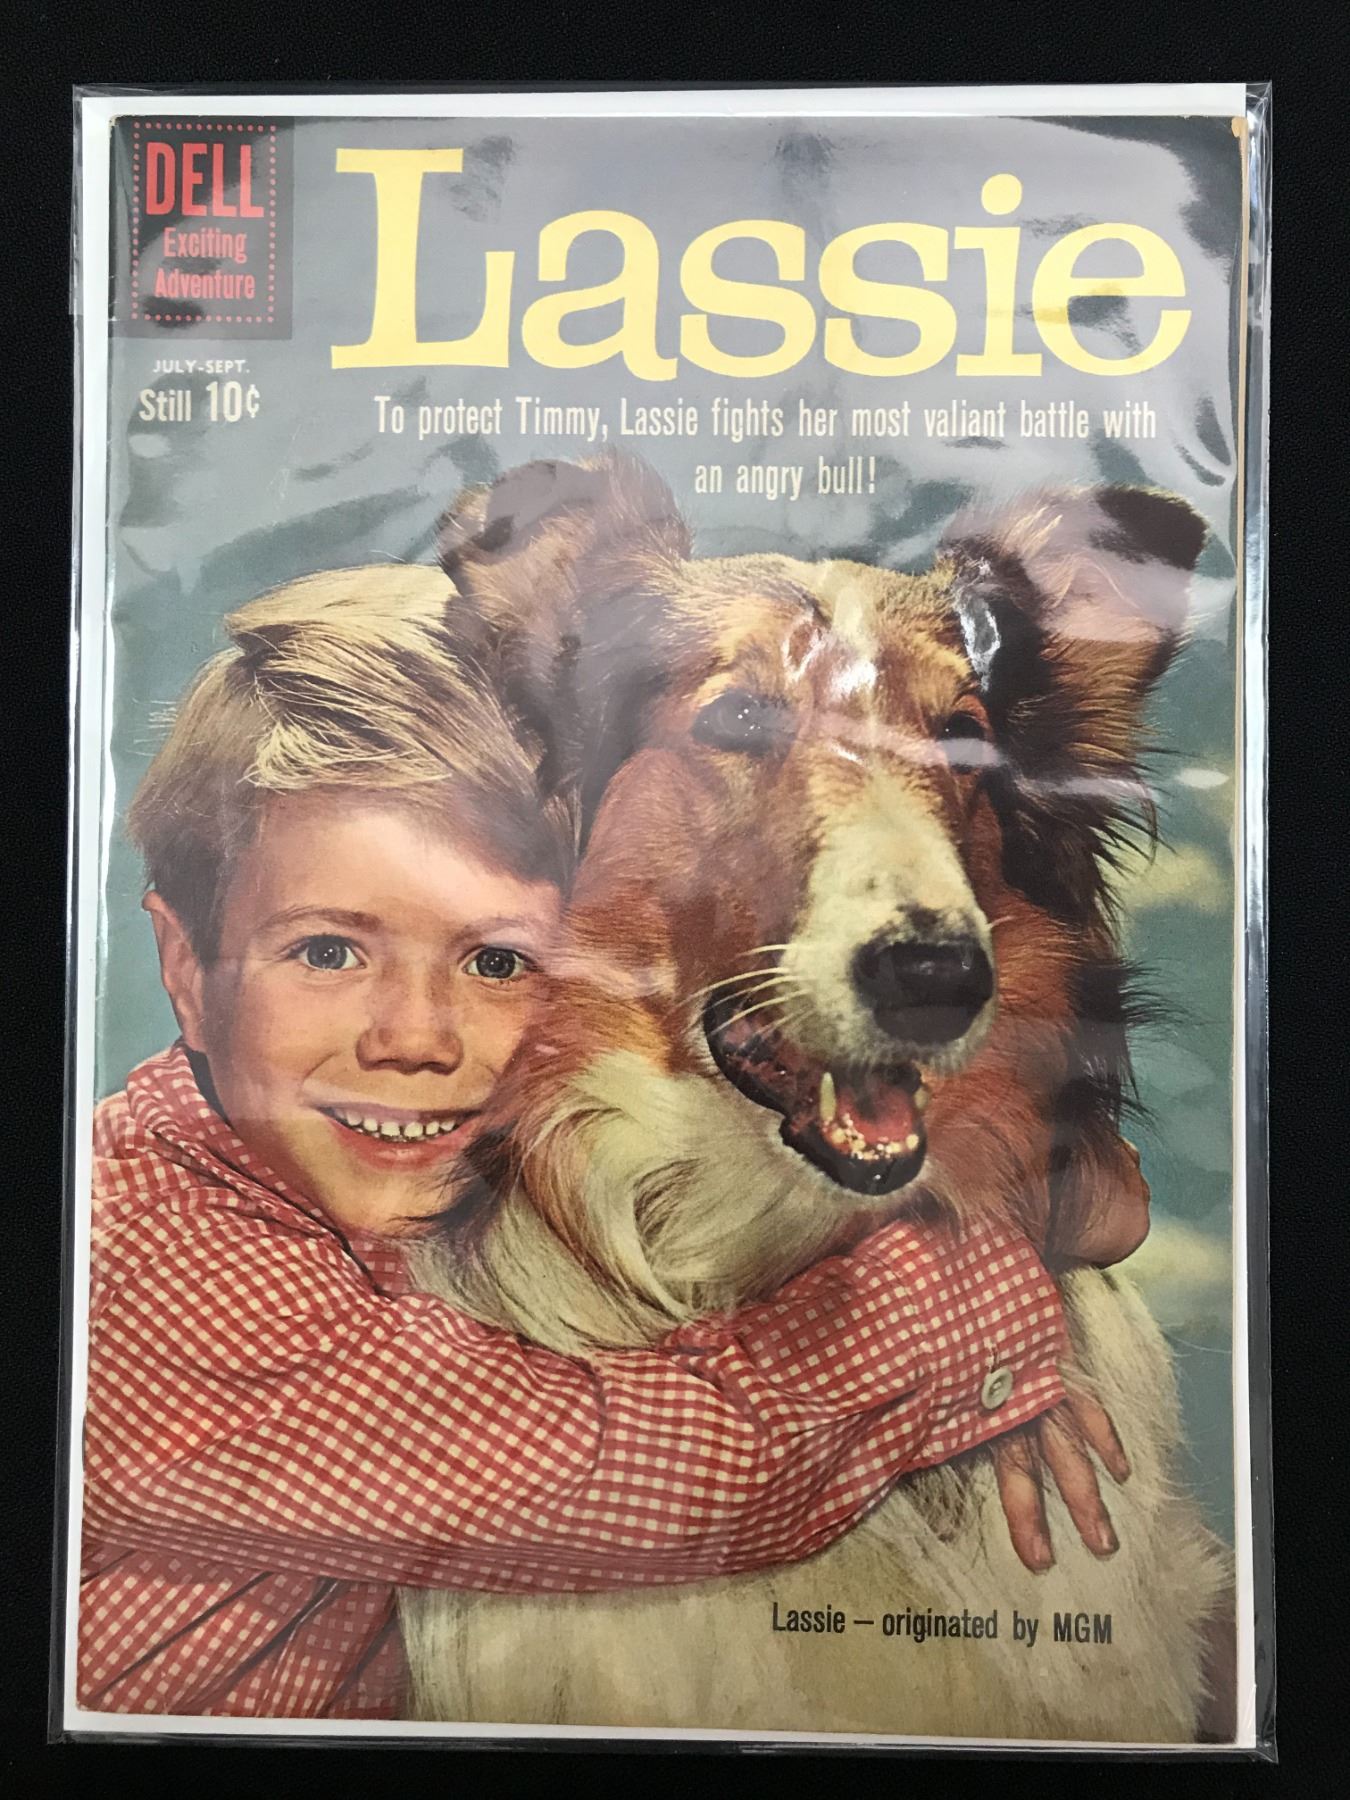 DELL
Exciting
Adventure
JULY-SEPT.
Still 10¢
Lassie
To protect Timmy, Lassie fights her most valiant battle with
an angry bull!
Lassie — originated by MGM